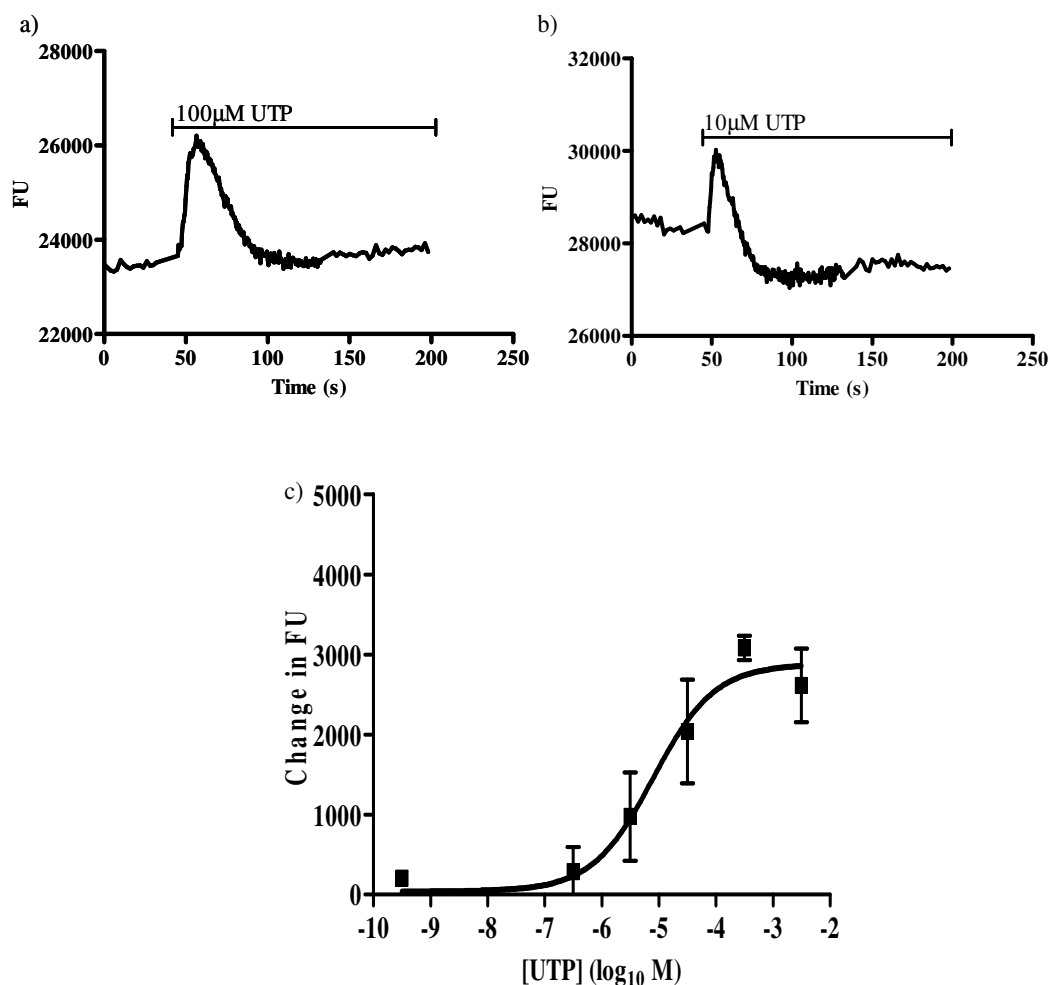 a)
28000
26000
24000
22000
FU
100µM UTP
0 50 100 150 200 250
Time (s)
b)
32000
30000
28000
26000
FU
10µM UTP
0 50 100 150 200 250
Time (s)
c)
5000
4000
3000
2000
1000
0
Change in FU
-10 -9 -8 -7 -6 -5 -4 -3 -2
[UTP] (log₁₀ M)